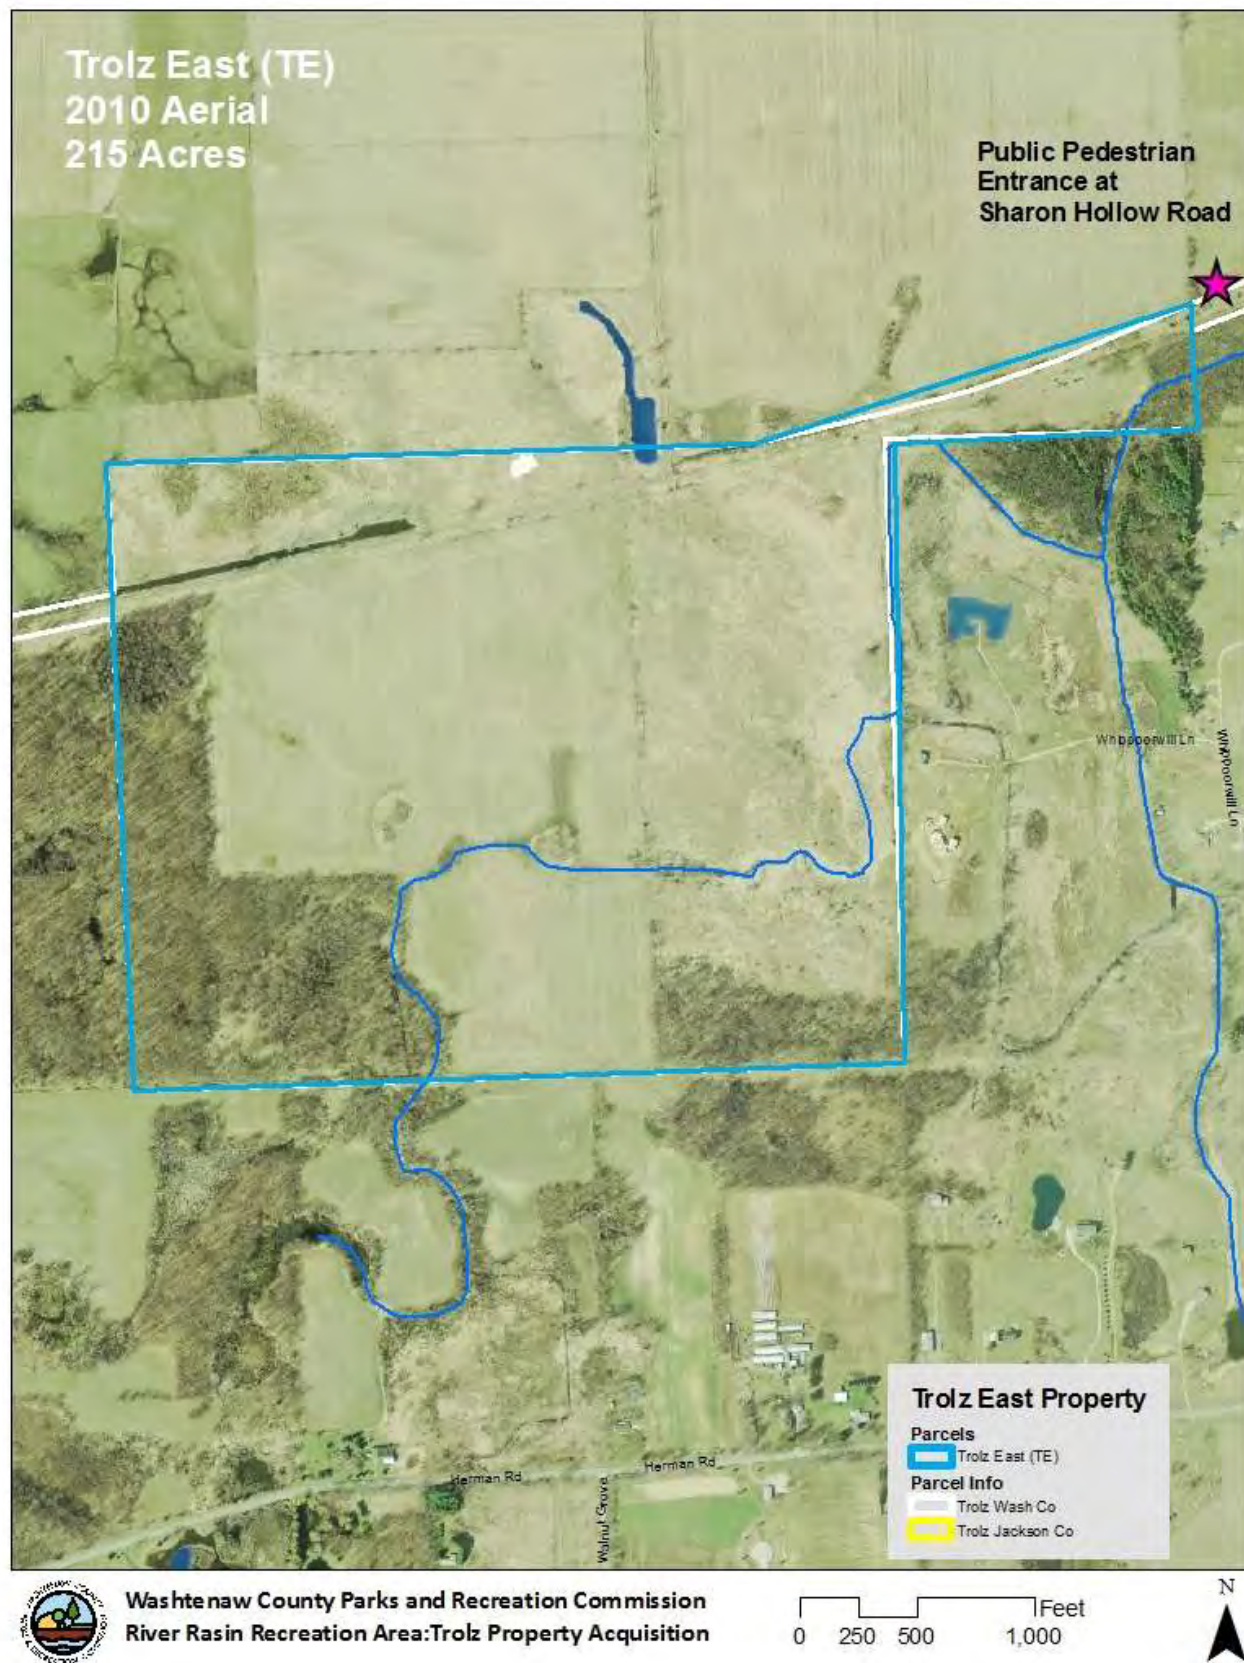 Trolz East (TE)
2010 Aerial
215 Acres
Public Pedestrian
Entrance at
Sharon Hollow Road
Whippoorwill Ln
Whippoorwill Ln
Herman Rd
Herman Rd
Walnut Grove
Trolz East Property
Parcels
Trolz East (TE)
Parcel Info
Trolz Wash Co
Trolz Jackson Co
Washtenaw County Parks and Recreation Commission
River Rasin Recreation Area:Trolz Property Acquisition
Feet
0 250 500 1,000
N